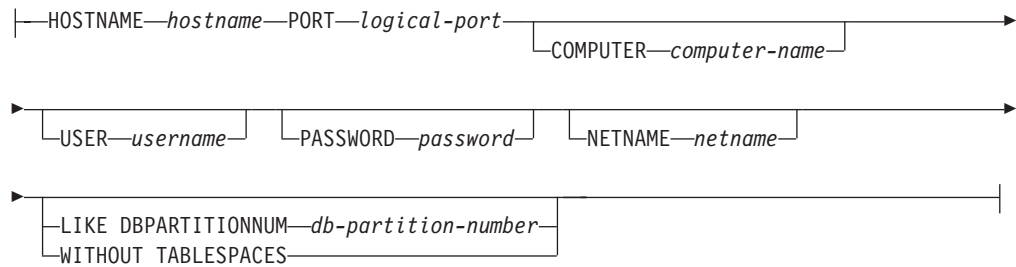 HOSTNAME hostname PORT logical-port
COMPUTER computer-name
USER username PASSWORD password NETNAME netname
LIKE DBPARTITIONNUM db-partition-number
WITHOUT TABLESPACES